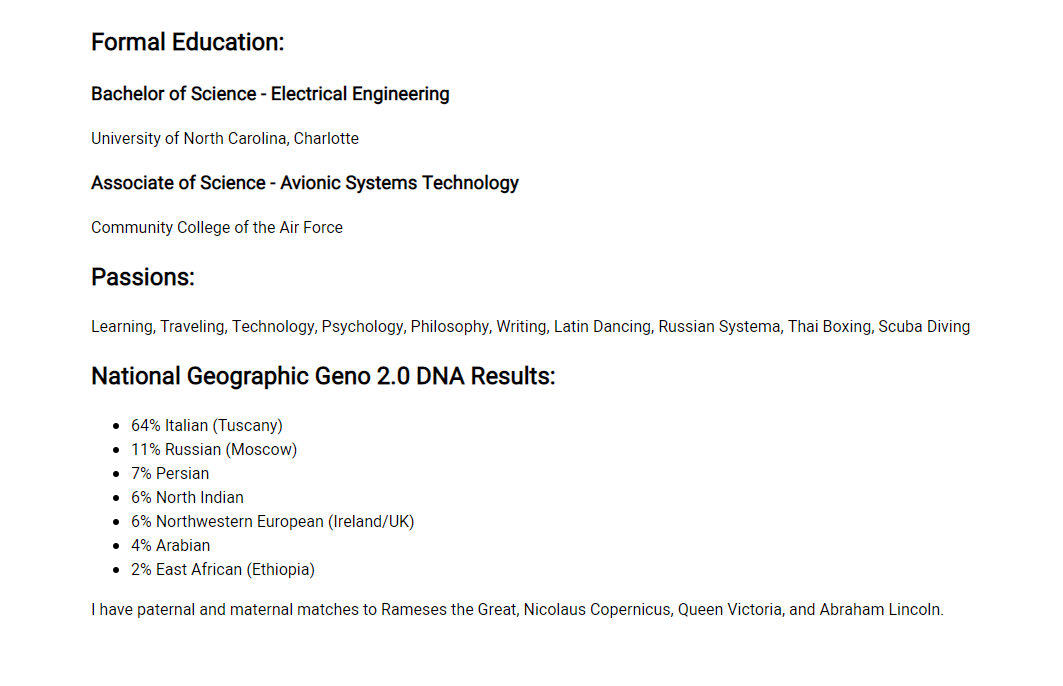 Formal Education:
Bachelor of Science - Electrical Engineering
University of North Carolina, Charlotte
Associate of Science - Avionic Systems Technology
Community College of the Air Force
Passions:
Learning, Traveling, Technology, Psychology, Philosophy, Writing, Latin Dancing, Russian Systema, Thai Boxing, Scuba Diving
National Geographic Geno 2.0 DNA Results:
• 64% Italian (Tuscany)
• 11% Russian (Moscow)
• 7% Persian
• 6% North Indian
• 6% Northwestern European (Ireland/UK)
• 4% Arabian
• 2% East African (Ethiopia)
I have paternal and maternal matches to Rameses the Great, Nicolaus Copernicus, Queen Victoria, and Abraham Lincoln.